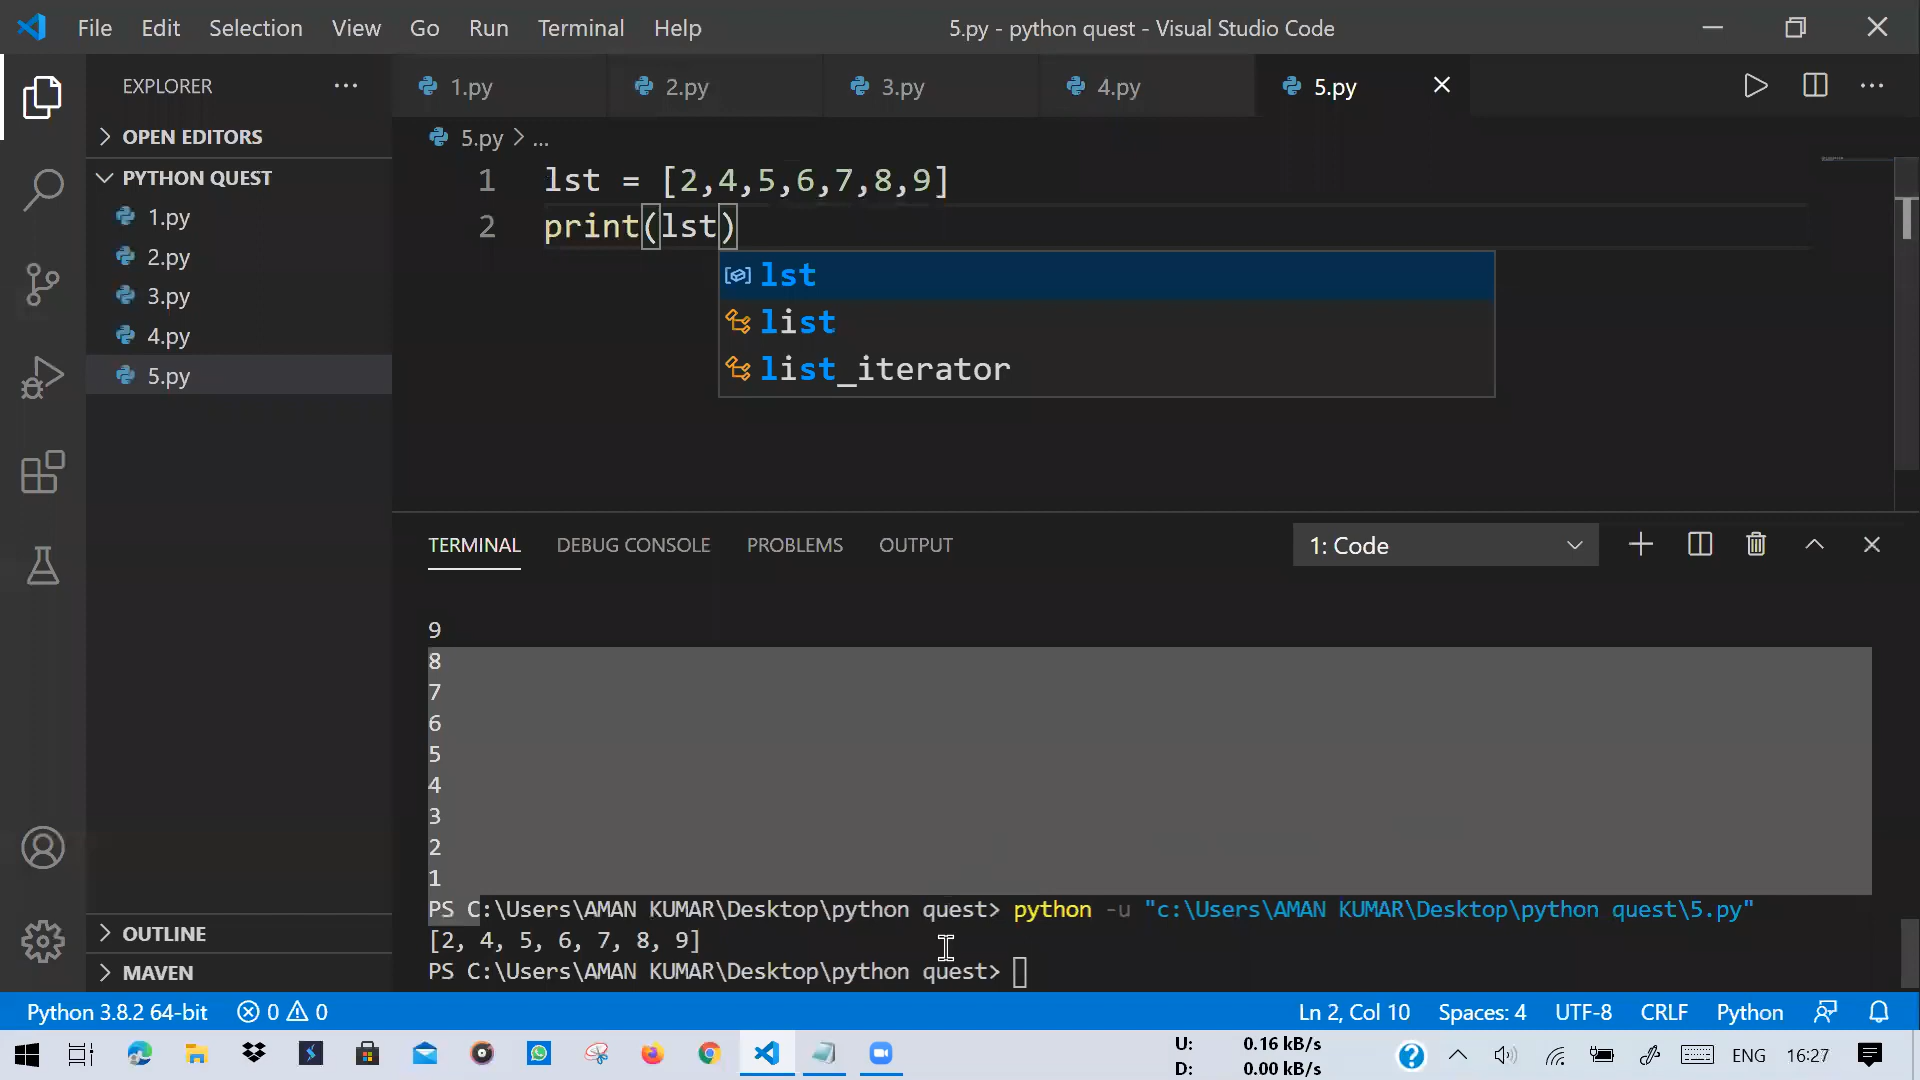 File Edit Selection View Go Run Terminal Help
5.py - python quest - Visual Studio Code
EXPLORER
OPEN EDITORS
PYTHON QUEST
1.py
2.py
3.py
4.py
5.py
OUTLINE
MAVEN
1.py 2.py 3.py 4.py 5.py
5.py > ...
1 lst = [2,4,5,6,7,8,9]
2 print(lst)
lst
list
list_iterator
TERMINAL DEBUG CONSOLE PROBLEMS OUTPUT
1: Code
9
8
7
6
5
4
3
2
1
PS C:\Users\AMAN KUMAR\Desktop\python quest> python -u "c:\Users\AMAN KUMAR\Desktop\python quest\5.py"
[2, 4, 5, 6, 7, 8, 9]
PS C:\Users\AMAN KUMAR\Desktop\python quest>
Python 3.8.2 64-bit 0 0
Ln 2, Col 10 Spaces: 4 UTF-8 CRLF Python
U: 0.16 kB/s
D: 0.00 kB/s
ENG 16:27